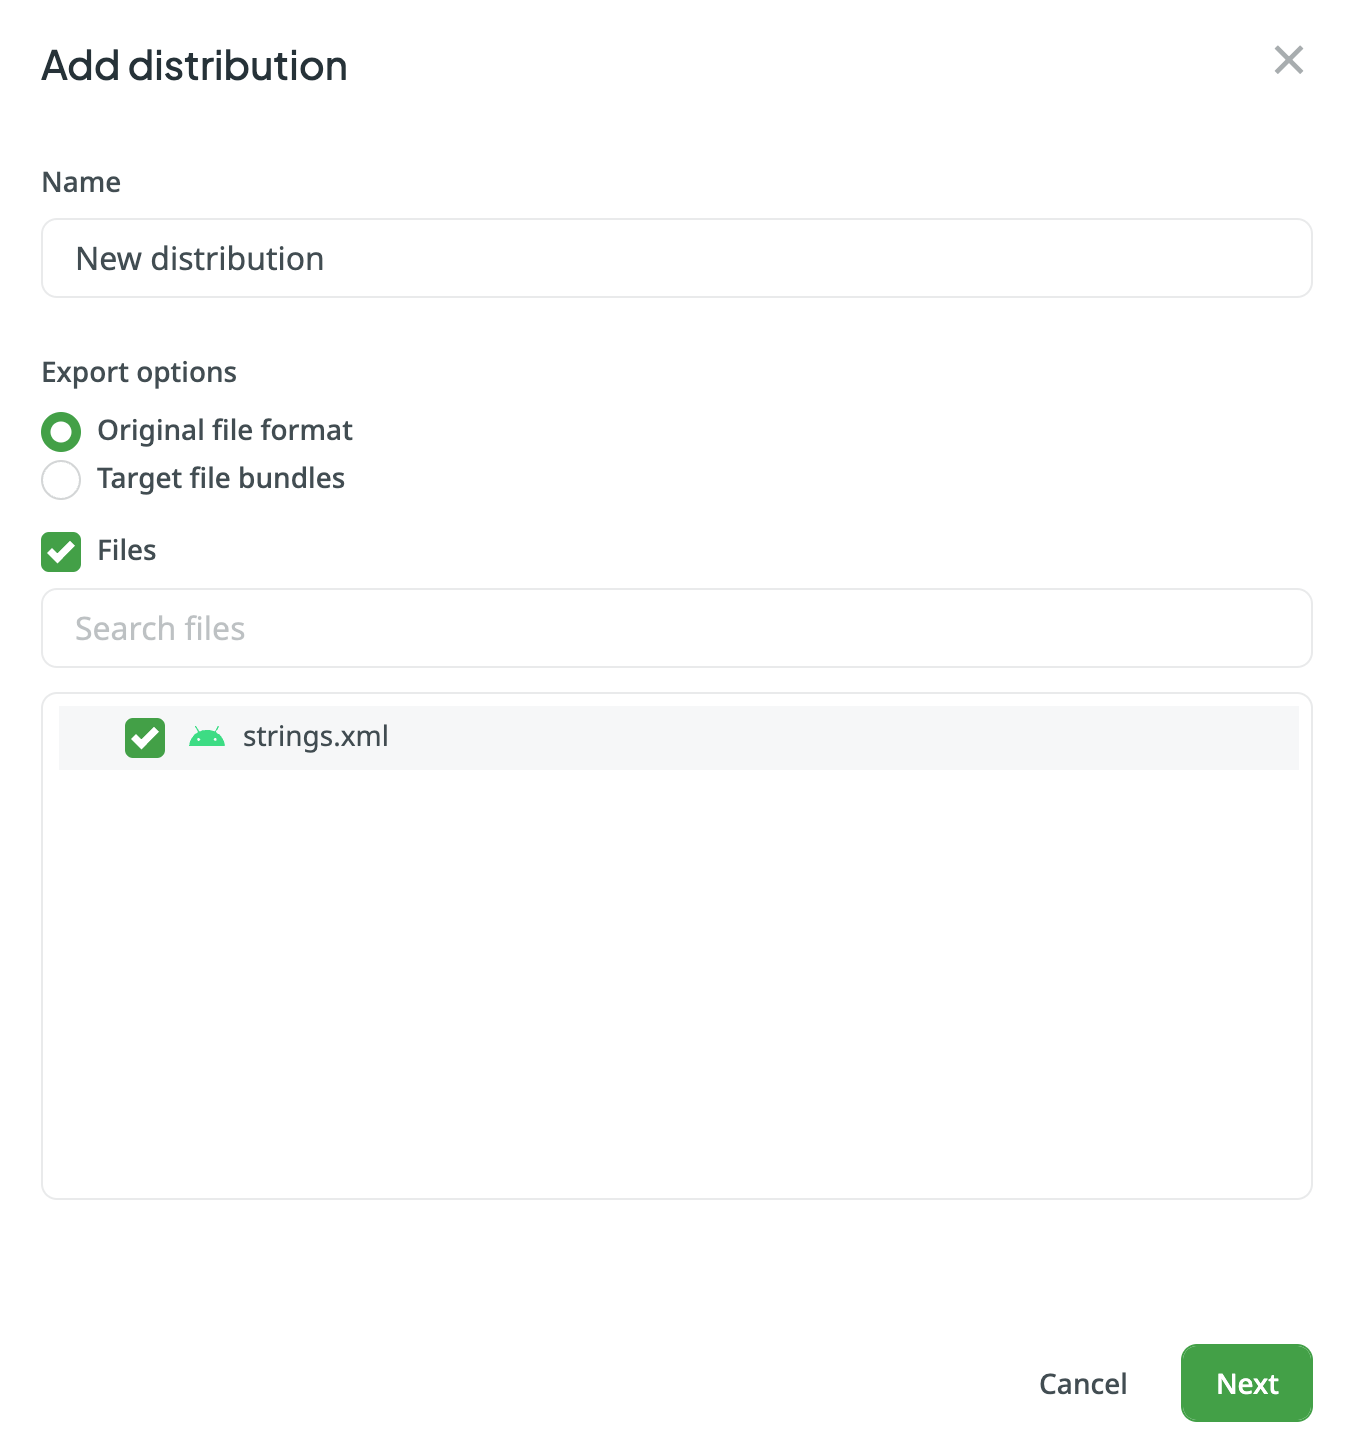 Add distribution
Name
New distribution
Export options
Original file format
Target file bundles
Files
Search files
strings.xml
Cancel
Next